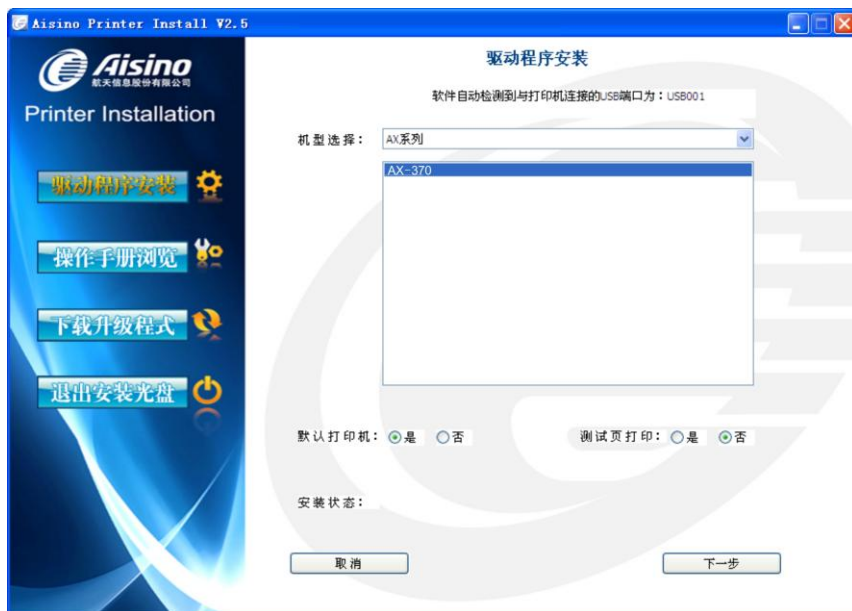 Aisino Printer Install V2.5
Aisino
航天信息股份有限公司
Printer Installation
驱动程序安装
操作手册浏览
下载升级程式
退出安装光盘
驱动程序安装
软件自动检测到与打印机连接的USB端口为：USB001
机型选择： AX系列
AX-370
默认打印机： 是 否 测试页打印： 是 否
安装状态：
取消 下一步